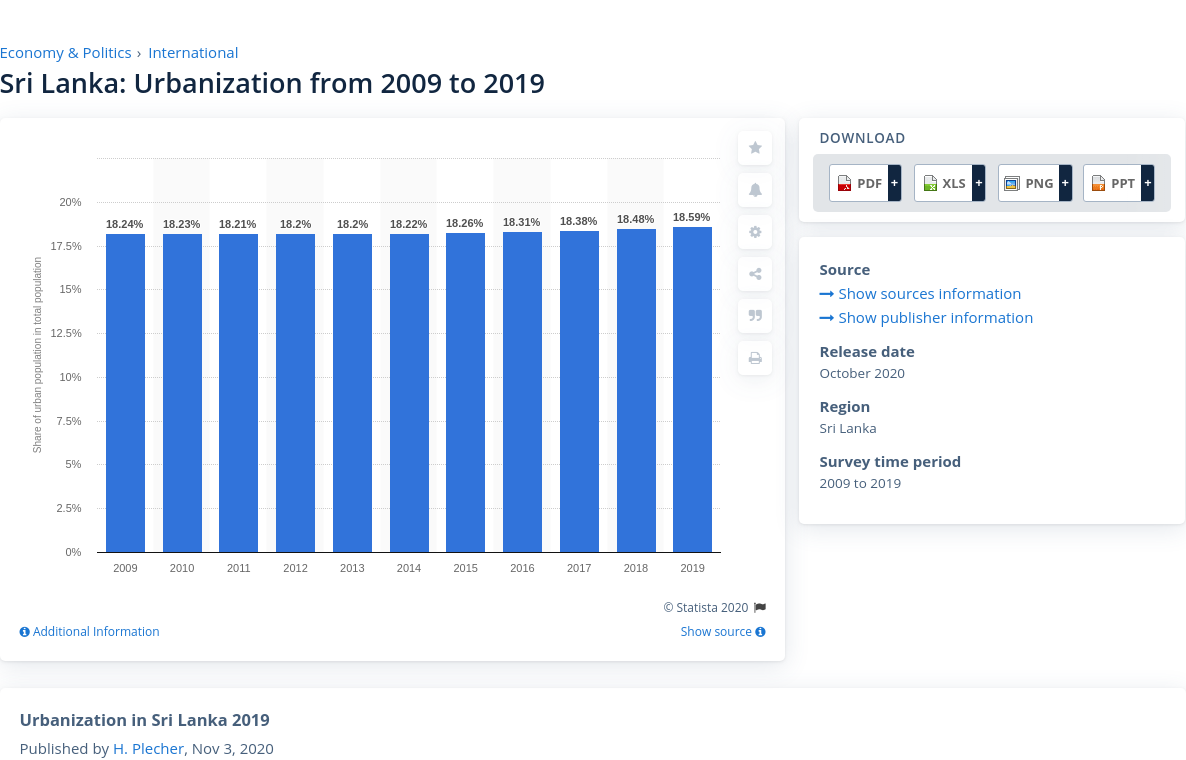 Economy & Politics › International
Sri Lanka: Urbanization from 2009 to 2019
Share of urban population in total population
20%
17.5%
15%
12.5%
10%
7.5%
5%
2.5%
0%
18.24% 18.23% 18.21% 18.2% 18.2% 18.22% 18.26% 18.31% 18.38% 18.48% 18.59%
2009 2010 2011 2012 2013 2014 2015 2016 2017 2018 2019
© Statista 2020
Additional Information
Show source
DOWNLOAD
PDF + XLS + PNG + PPT +
Source
Show sources information
Show publisher information
Release date
October 2020
Region
Sri Lanka
Survey time period
2009 to 2019
Urbanization in Sri Lanka 2019
Published by H. Plecher, Nov 3, 2020